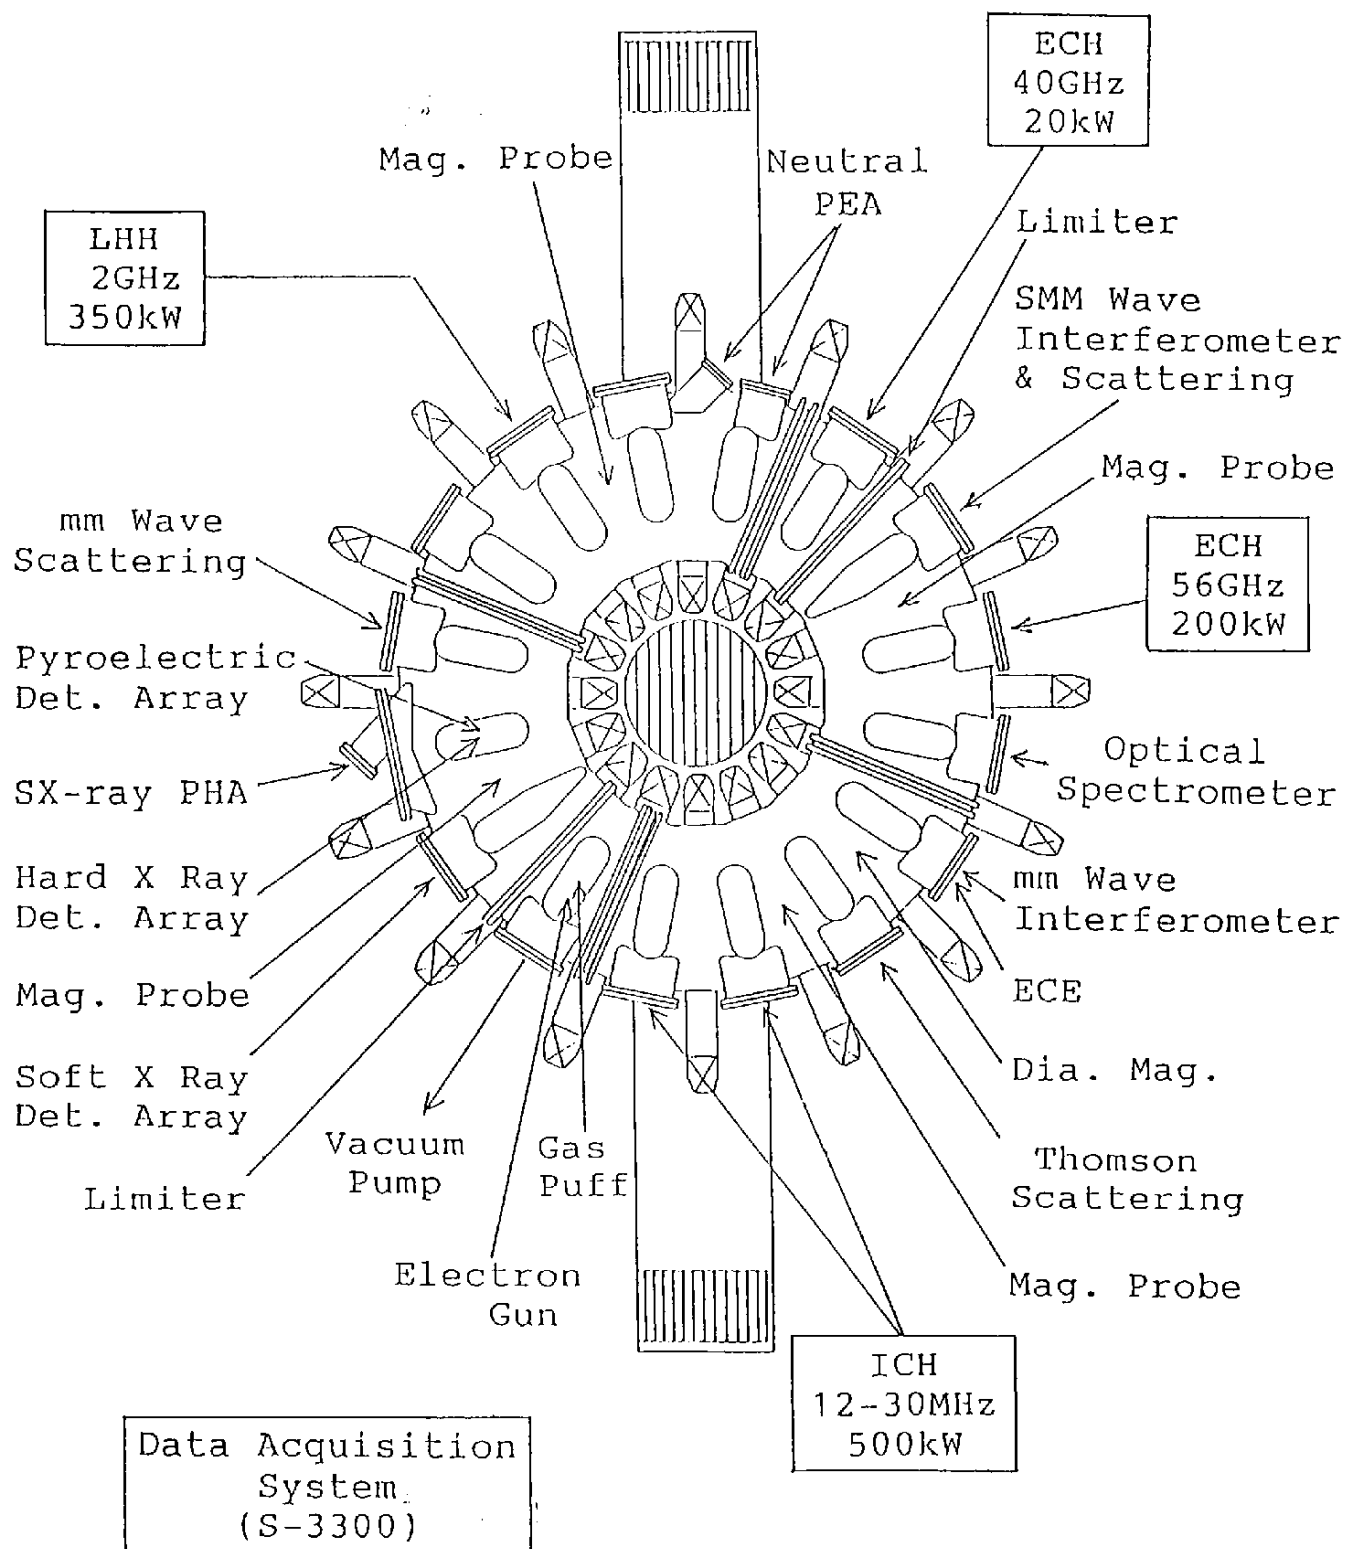 ECH
40GHz
20kW
Mag. Probe
Neutral
PEA
Limiter
LHH
2GHz
350kW
SMM Wave
Interferometer
& Scattering
Mag. Probe
mm Wave
Scattering
ECH
56GHz
200kW
Pyroelectric
Det. Array
SX-ray PHA
Optical
Spectrometer
Hard X Ray
Det. Array
mm Wave
Interferometer
Mag. Probe
ECE
Soft X Ray
Det. Array
Dia. Mag.
Vacuum
Pump
Gas
Puff
Thomson
Scattering
Limiter
Electron
Gun
Mag. Probe
ICH
12-30MHz
500kW
Data Acquisition
System
(S-3300)